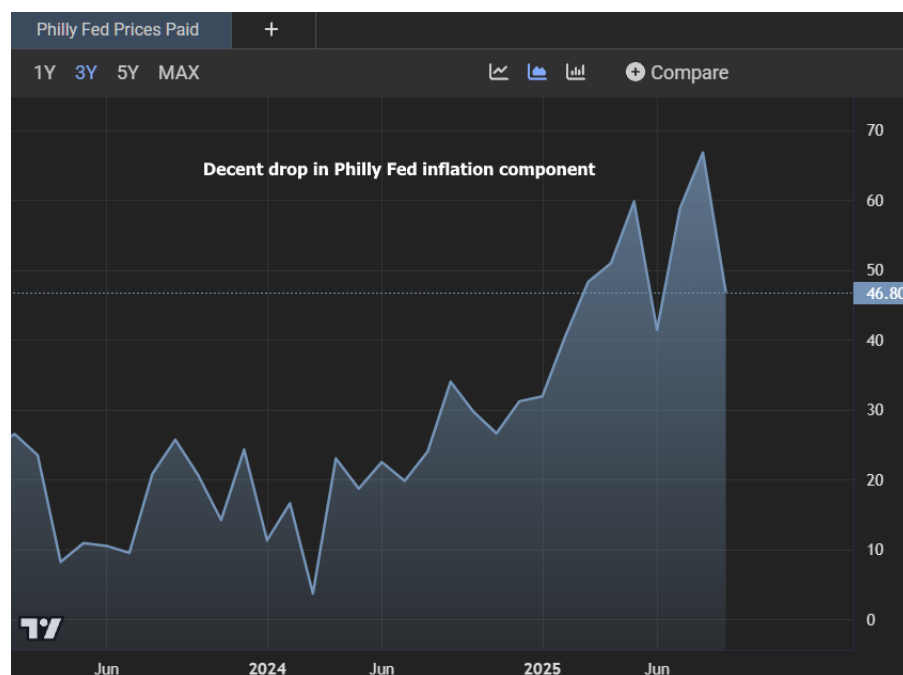 Philly Fed Prices Paid +
1Y 3Y 5Y MAX Compare
Decent drop in Philly Fed inflation component
70
60
50
46.80
40
30
20
10
0
Jun 2024 Jun 2025 Jun